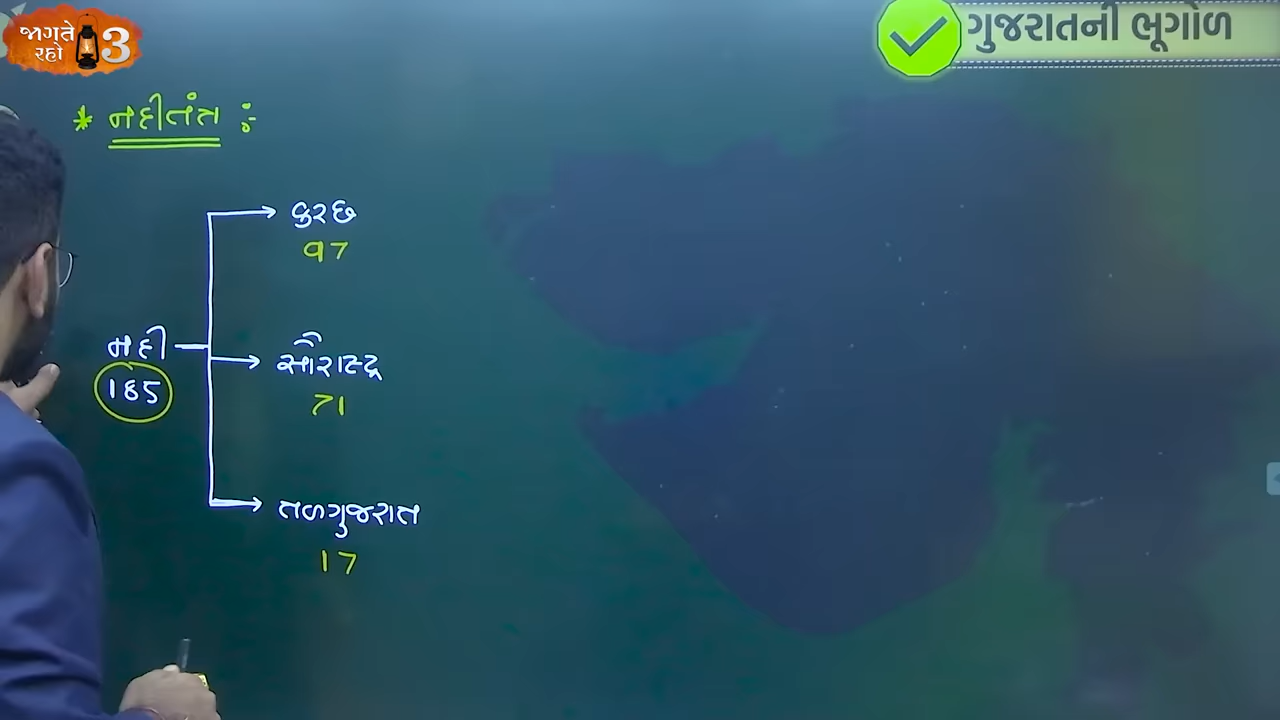 જાગતે
રહો 3
ગુજરાતની ભૂગોળ
* નદીતંત્ર :-
કચ્છ
97
નદી
185
સૌરાષ્ટ્ર
71
તળગુજરાત
17